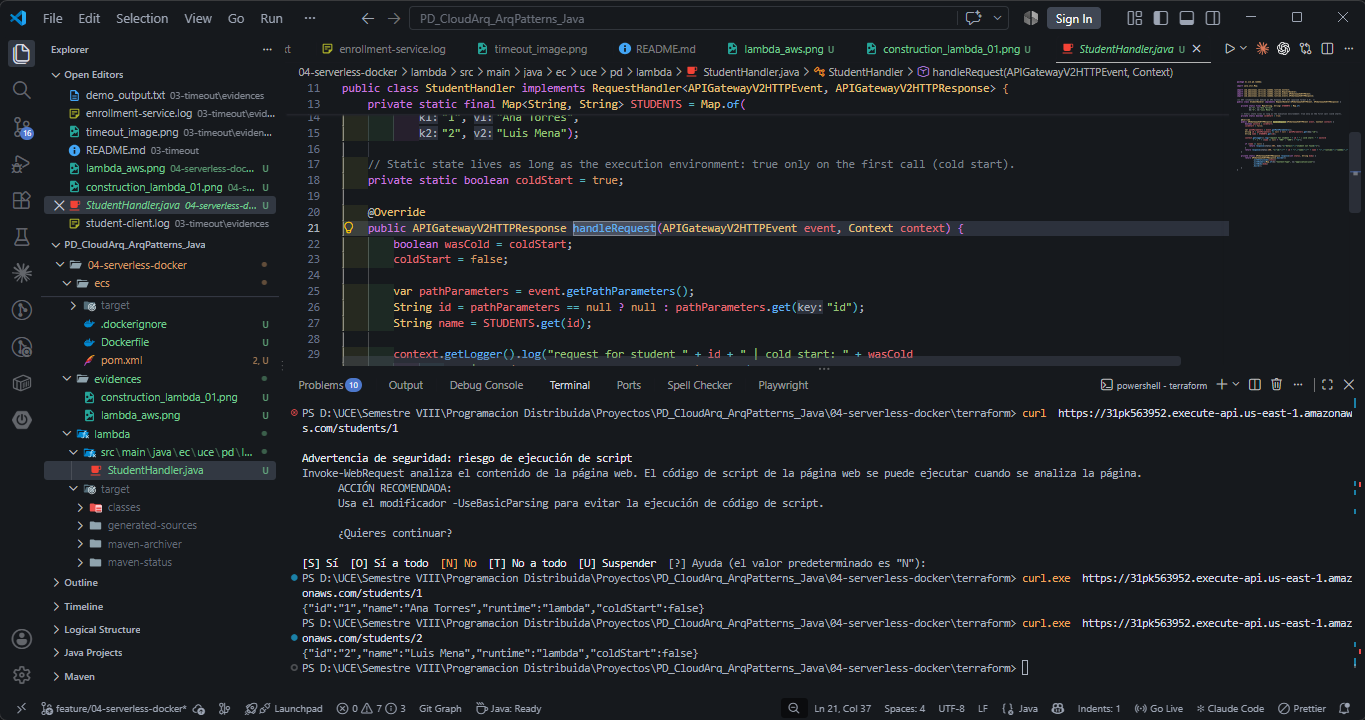 File Edit Selection View Go Run ··· PD_CloudArq_ArqPatterns_Java Sign In
Explorer ···
Open Editors
demo_output.txt 03-timeout\evidences
enrollment-service.log 03-timeout\evid...
timeout_image.png 03-timeout\evidenc...
README.md 03-timeout
lambda_aws.png 04-serverless-docker... U
construction_lambda_01.png 04-s... U
StudentHandler.java 04-serverless-d... U
student-client.log 03-timeout\evidences
PD_CloudArq_ArqPatterns_Java
04-serverless-docker
ecs
target
.dockerignore U
Dockerfile U
pom.xml 2, U
evidences
construction_lambda_01.png U
lambda_aws.png U
lambda
src\main\java\ec\uce\pd\l...
StudentHandler.java U
target
classes
generated-sources
maven-archiver
maven-status
Outline
Timeline
Logical Structure
Java Projects
Maven
16
rt enrollment-service.log timeout_image.png README.md lambda_aws.png U construction_lambda_01.png U StudentHandler.java U
04-serverless-docker > lambda > src > main > java > ec > uce > pd > lambda > StudentHandler.java > StudentHandler > handleRequest(APIGatewayV2HTTPEvent, Context)
11 public class StudentHandler implements RequestHandler<APIGatewayV2HTTPEvent, APIGatewayV2HTTPResponse> {
13 private static final Map<String, String> STUDENTS = Map.of(
14 k1: "1", v1: "Ana Torres",
15 k2: "2", v2: "Luis Mena");
16
17 // Static state lives as long as the execution environment: true only on the first call (cold start).
18 private static boolean coldStart = true;
19
20 @Override
21 public APIGatewayV2HTTPResponse handleRequest(APIGatewayV2HTTPEvent event, Context context) {
22 boolean wasCold = coldStart;
23 coldStart = false;
24
25 var pathParameters = event.getPathParameters();
26 String id = pathParameters == null ? null : pathParameters.get(key: "id");
27 String name = STUDENTS.get(id);
28
29 context.getLogger().log("request for student " + id + " | cold start: " + wasCold
Problems 10 Output Debug Console Terminal Ports Spell Checker Playwright powershell - terraform
PS D:\UCE\Semestre VIII\Programacion Distribuida\Proyectos\PD_CloudArq_ArqPatterns_Java\04-serverless-docker\terraform> curl https://31pk563952.execute-api.us-east-1.amazonaw
s.com/students/1
Advertencia de seguridad: riesgo de ejecución de script
Invoke-WebRequest analiza el contenido de la página web. El código de script de la página web se puede ejecutar cuando se analiza la página.
ACCIÓN RECOMENDADA:
Usa el modificador -UseBasicParsing para evitar la ejecución de código de script.
¿Quieres continuar?
[S] Sí [O] Sí a todo [N] No [T] No a todo [U] Suspender [?] Ayuda (el valor predeterminado es "N"):
PS D:\UCE\Semestre VIII\Programacion Distribuida\Proyectos\PD_CloudArq_ArqPatterns_Java\04-serverless-docker\terraform> curl.exe https://31pk563952.execute-api.us-east-1.amaz
onaws.com/students/1
{"id":"1","name":"Ana Torres","runtime":"lambda","coldStart":false}
PS D:\UCE\Semestre VIII\Programacion Distribuida\Proyectos\PD_CloudArq_ArqPatterns_Java\04-serverless-docker\terraform> curl.exe https://31pk563952.execute-api.us-east-1.amaz
onaws.com/students/2
{"id":"2","name":"Luis Mena","runtime":"lambda","coldStart":false}
PS D:\UCE\Semestre VIII\Programacion Distribuida\Proyectos\PD_CloudArq_ArqPatterns_Java\04-serverless-docker\terraform>
feature/04-serverless-docker* Launchpad 0 7 3 Git Graph Java: Ready Ln 21, Col 37 Spaces: 4 UTF-8 LF Java Indents: 1 Go Live Claude Code Prettier